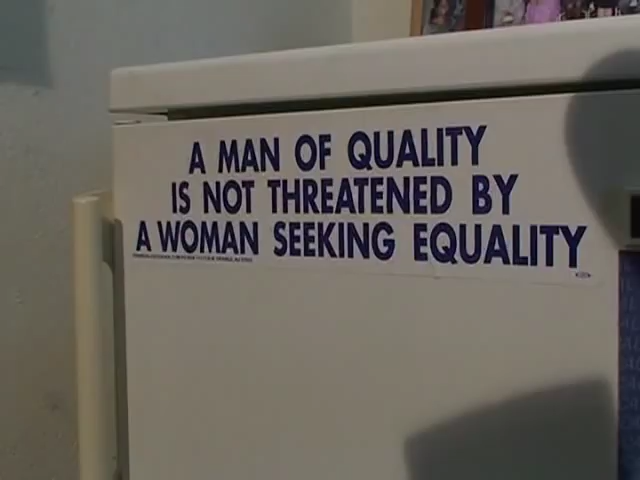 A MAN OF QUALITY
IS NOT THREATENED BY
A WOMAN SEEKING EQUALITY